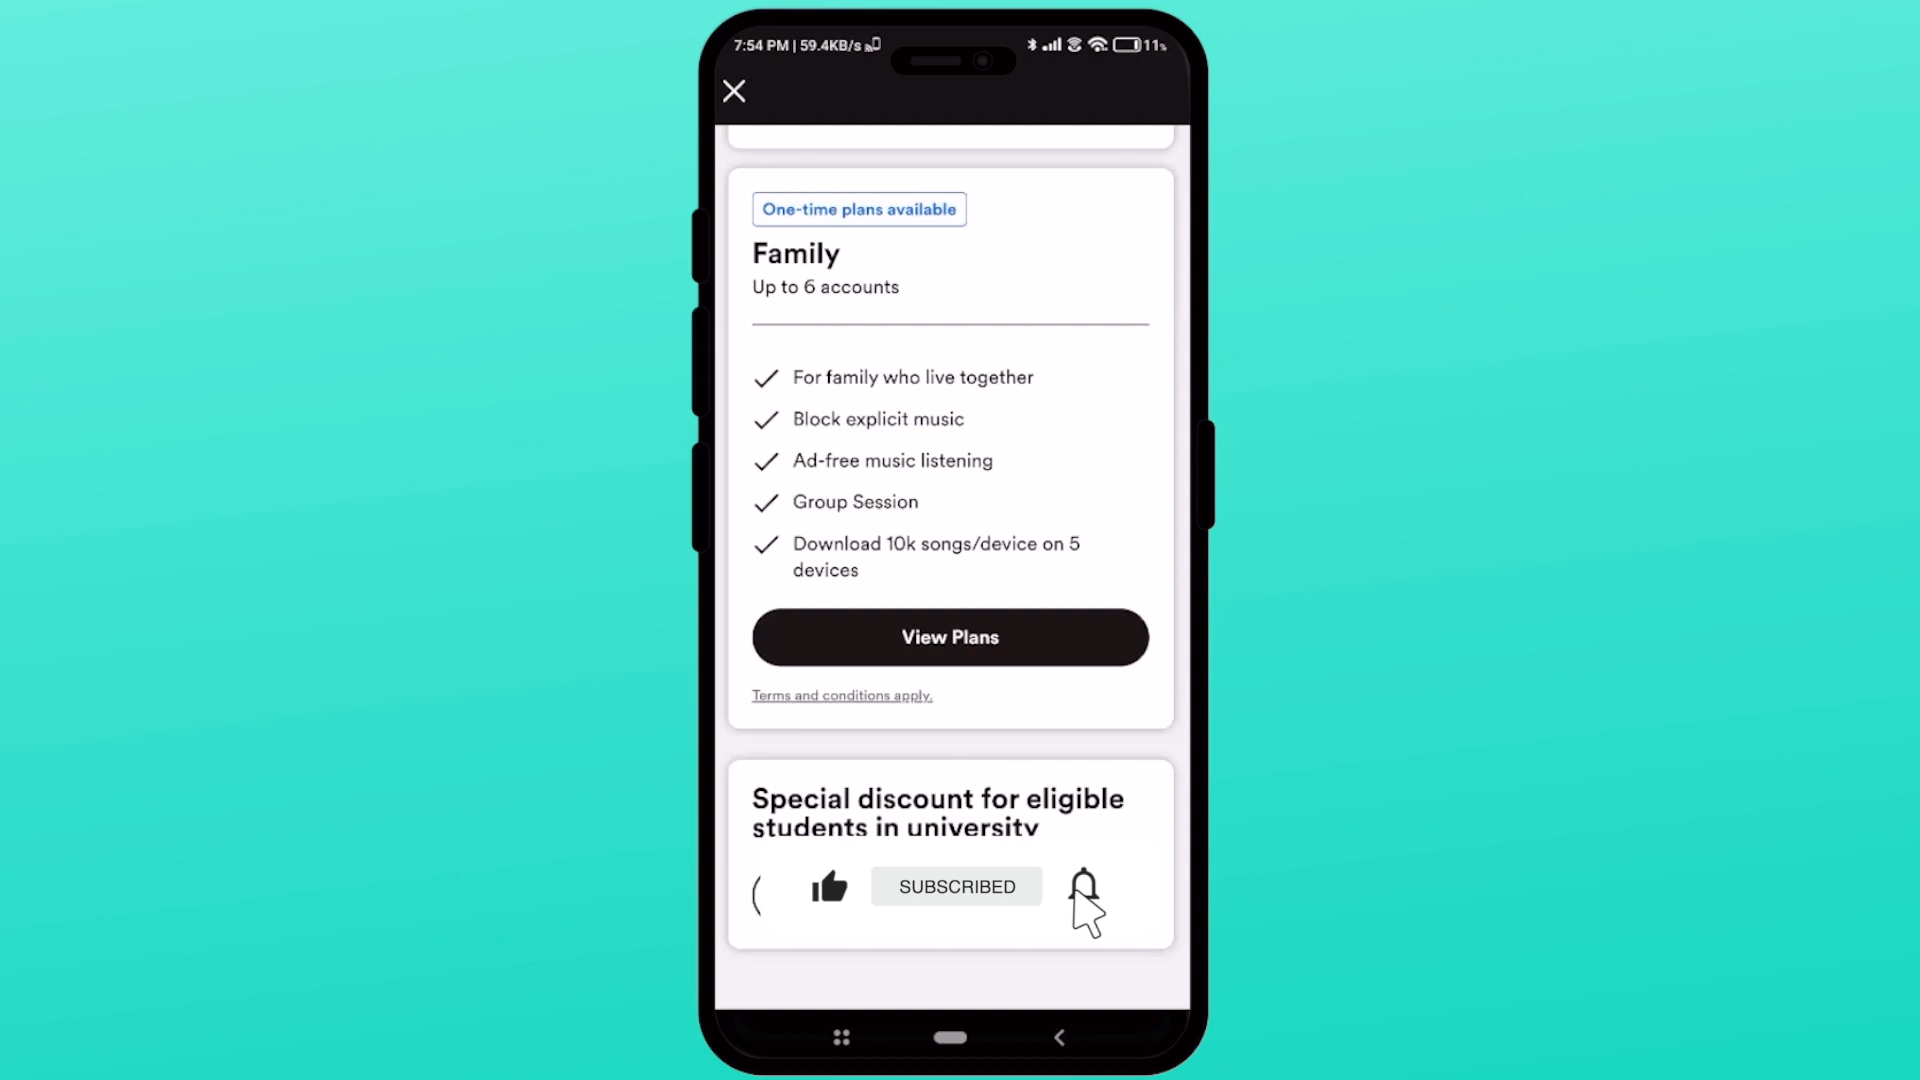 7:54 PM | 59.4KB/s
11%
One-time plans available
Family
Up to 6 accounts
For family who live together
Block explicit music
Ad-free music listening
Group Session
Download 10k songs/device on 5
devices
View Plans
Terms and conditions apply.
Special discount for eligible
students in university
SUBSCRIBED